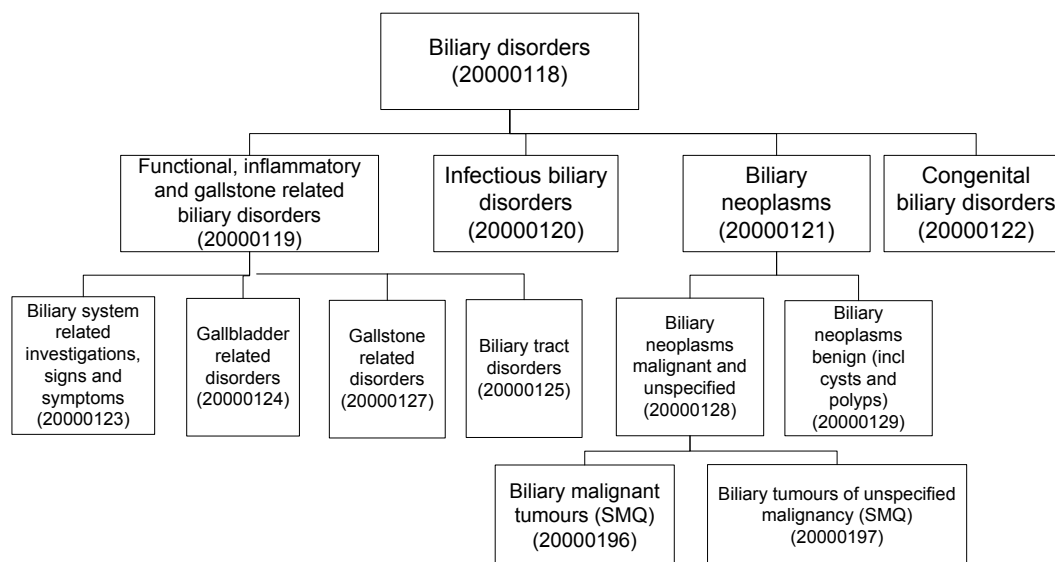 Biliary disorders
(20000118)
Functional, inflammatory
and gallstone related
biliary disorders
(20000119)
Infectious biliary
disorders
(20000120)
Biliary
neoplasms
(20000121)
Congenital
biliary disorders
(20000122)
Biliary system
related
investigations,
signs and
symptoms
(20000123)
Gallbladder
related
disorders
(20000124)
Gallstone
related
disorders
(20000127)
Biliary tract
disorders
(20000125)
Biliary
neoplasms
malignant and
unspecified
(20000128)
Biliary
neoplasms
benign (incl
cysts and
polyps)
(20000129)
Biliary malignant
tumours (SMQ)
(20000196)
Biliary tumours of unspecified
malignancy (SMQ)
(20000197)